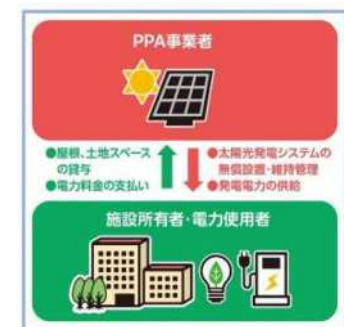 PPA事業者
●屋根、土地スペース
の貸与
●電力料金の支払い
●太陽光発電システムの
無償設置・維持管理
●発電電力の供給
施設所有者・電力使用者